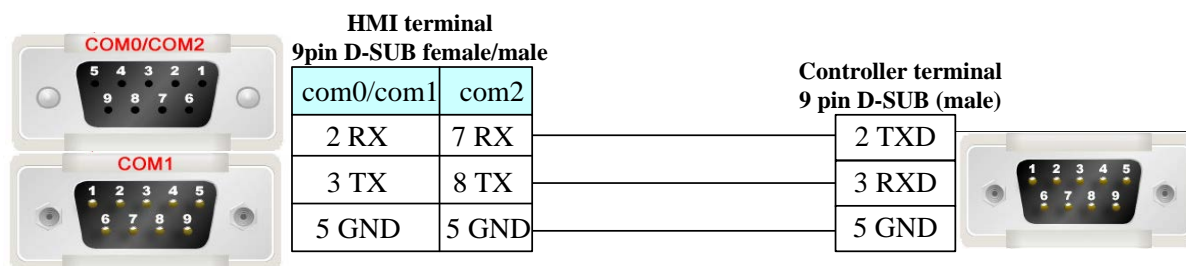 HMI terminal
9pin D-SUB female/male
COM0/COM2
5 4 3 2 1
9 8 7 6
COM1
1 2 3 4 5
6 7 8 9
com0/com1 com2
2 RX 7 RX
3 TX 8 TX
5 GND 5 GND
Controller terminal
9 pin D-SUB (male)
2 TXD
3 RXD
5 GND
1 2 3 4 5
6 7 8 9